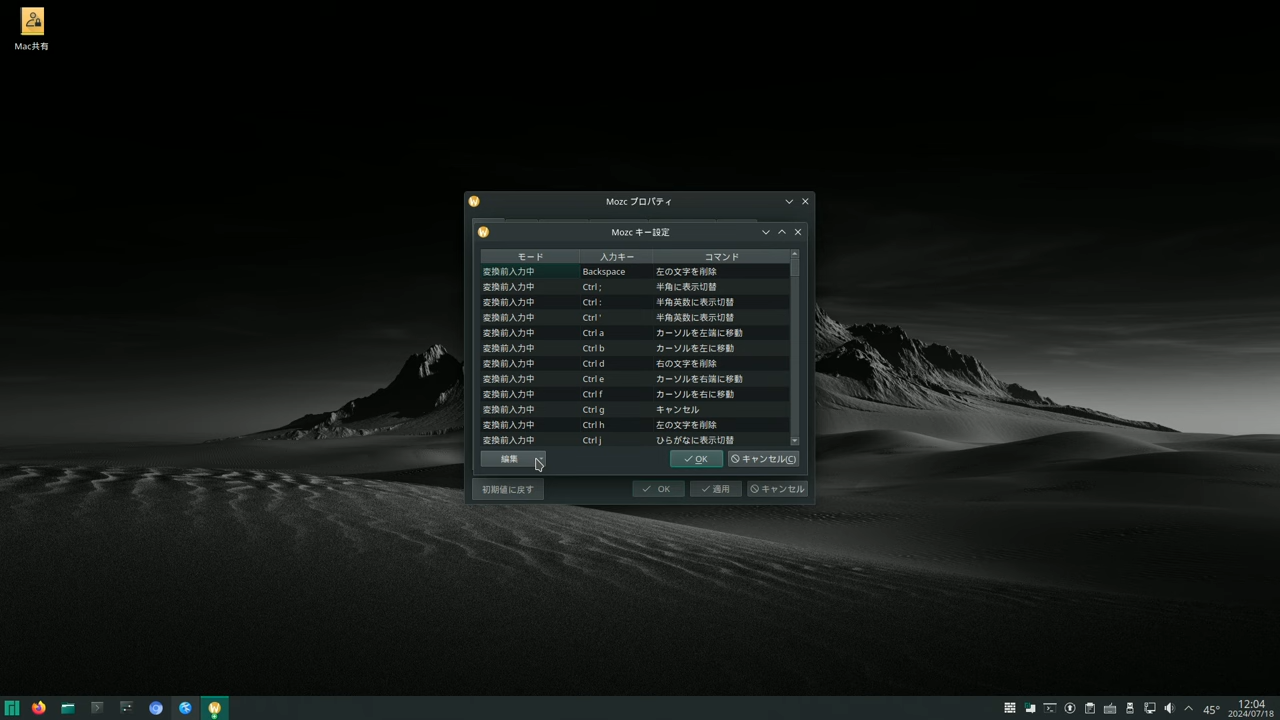 Mac共有
Mozc プロパティ
Mozc キー設定
モード 入力キー コマンド
変換前入力中 Backspace 左の文字を削除
変換前入力中 Ctrl ; 半角に表示切替
変換前入力中 Ctrl : 半角英数に表示切替
変換前入力中 Ctrl ' 半角英数に表示切替
変換前入力中 Ctrl a カーソルを左端に移動
変換前入力中 Ctrl b カーソルを左に移動
変換前入力中 Ctrl d 右の文字を削除
変換前入力中 Ctrl e カーソルを右端に移動
変換前入力中 Ctrl f カーソルを右に移動
変換前入力中 Ctrl g キャンセル
変換前入力中 Ctrl h 左の文字を削除
変換前入力中 Ctrl j ひらがなに表示切替
編集 OK キャンセル(C)
初期値に戻す OK 適用 キャンセル
45° 12:04
2024/07/18